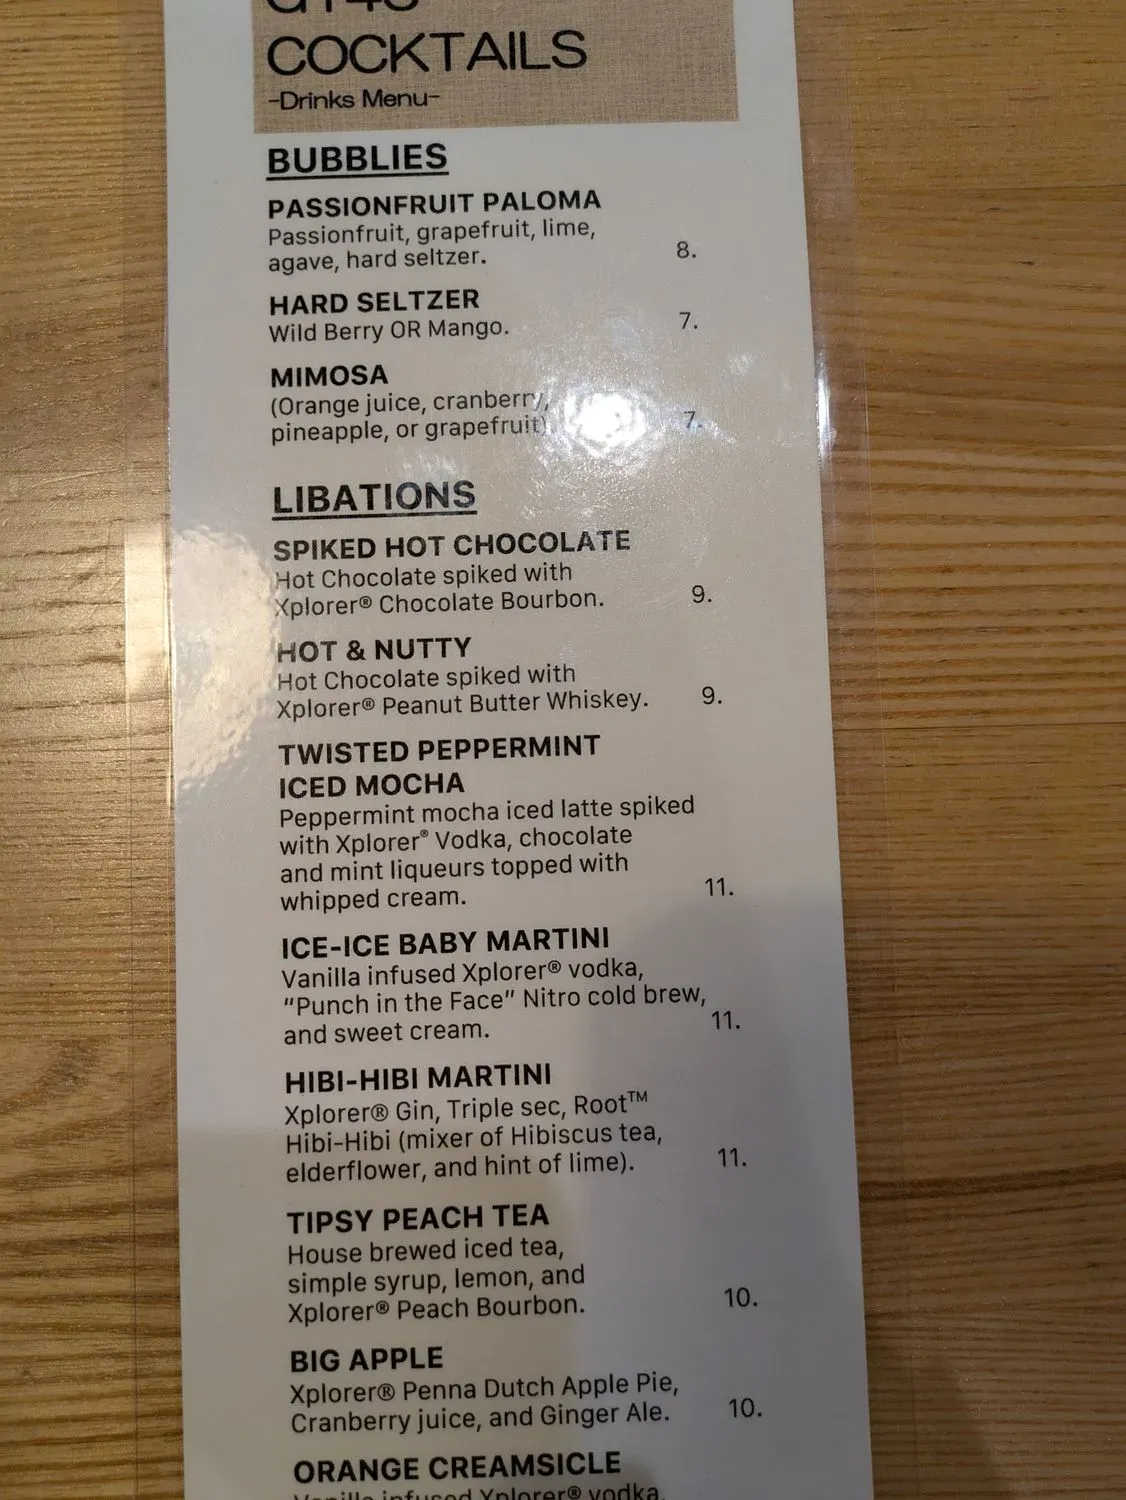 COCKTAILS
-Drinks Menu-
BUBBLIES
PASSIONFRUIT PALOMA
Passionfruit, grapefruit, lime,
agave, hard seltzer. 8.
HARD SELTZER
Wild Berry OR Mango. 7.
MIMOSA
(Orange juice, cranberry,
pineapple, or grapefruit). 7.
LIBATIONS
SPIKED HOT CHOCOLATE
Hot Chocolate spiked with
Xplorer® Chocolate Bourbon. 9.
HOT & NUTTY
Hot Chocolate spiked with
Xplorer® Peanut Butter Whiskey. 9.
TWISTED PEPPERMINT
ICED MOCHA
Peppermint mocha iced latte spiked
with Xplorer® Vodka, chocolate
and mint liqueurs topped with
whipped cream. 11.
ICE-ICE BABY MARTINI
Vanilla infused Xplorer® vodka,
"Punch in the Face" Nitro cold brew,
and sweet cream. 11.
HIBI-HIBI MARTINI
Xplorer® Gin, Triple sec, Root™
Hibi-Hibi (mixer of Hibiscus tea,
elderflower, and hint of lime). 11.
TIPSY PEACH TEA
House brewed iced tea,
simple syrup, lemon, and
Xplorer® Peach Bourbon. 10.
BIG APPLE
Xplorer® Penna Dutch Apple Pie,
Cranberry juice, and Ginger Ale. 10.
ORANGE CREAMSICLE
Vanilla infused Xplorer® vodka,